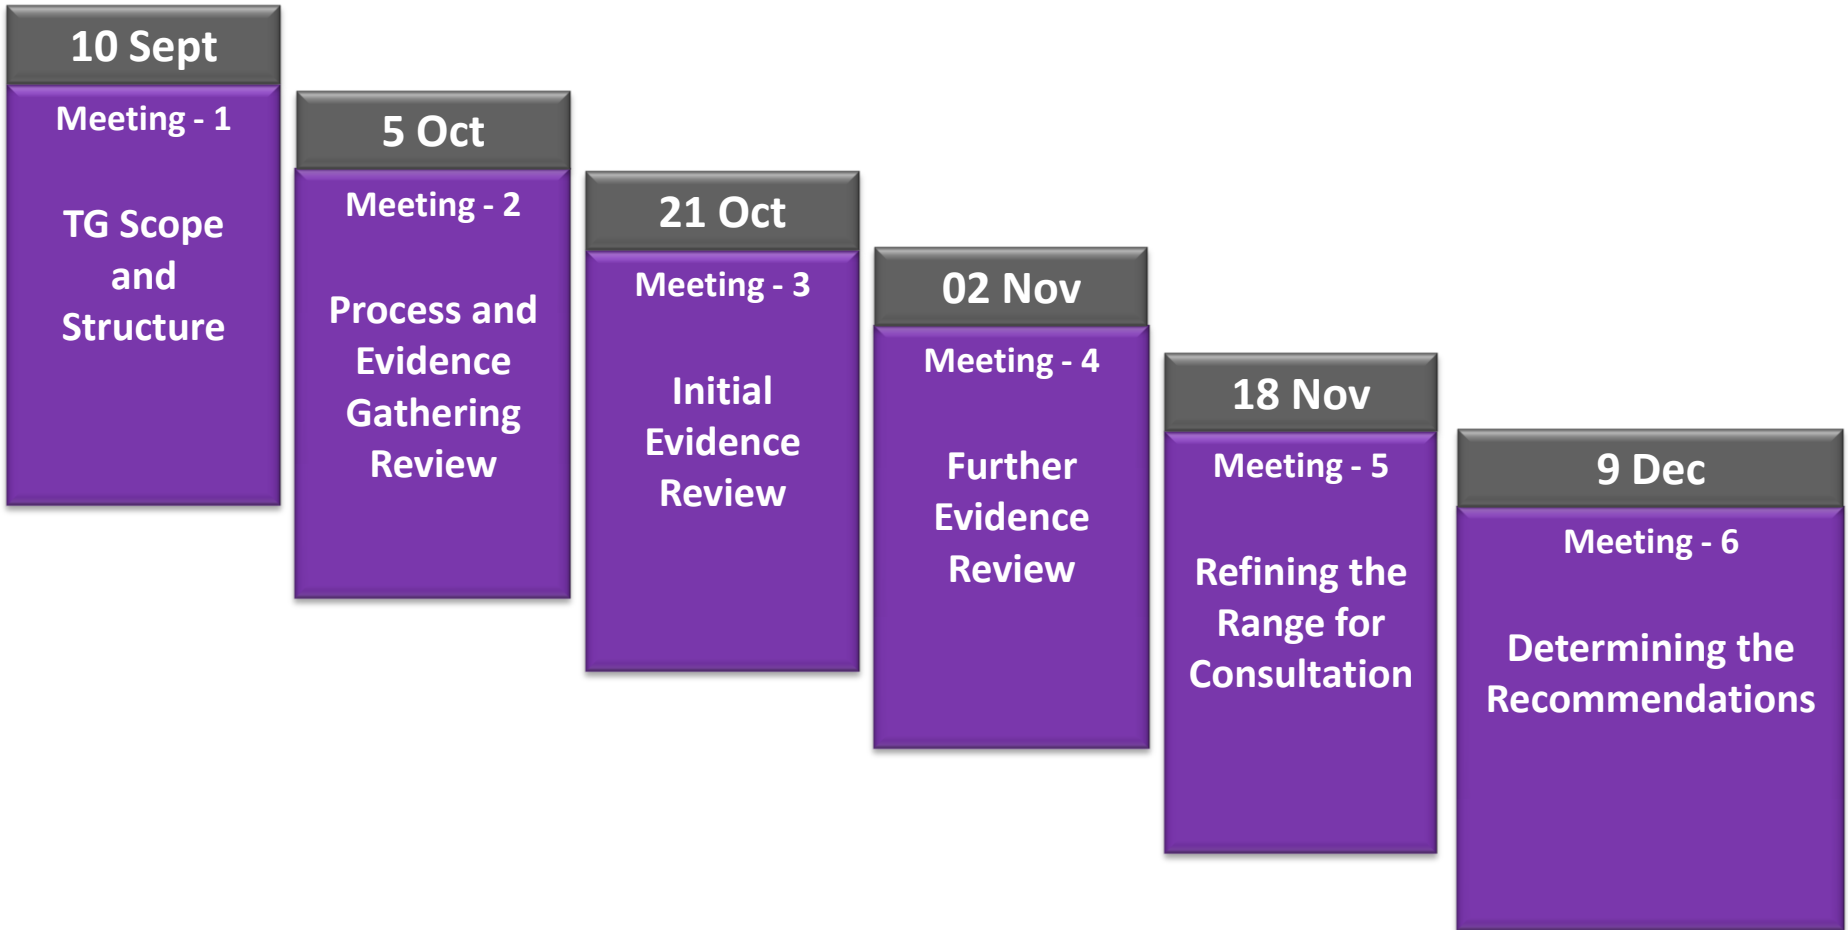 10 Sept
Meeting - 1
TG Scope
and
Structure
5 Oct
Meeting - 2
Process and
Evidence
Gathering
Review
21 Oct
Meeting - 3
Initial
Evidence
Review
02 Nov
Meeting - 4
Further
Evidence
Review
18 Nov
Meeting - 5
Refining the
Range for
Consultation
9 Dec
Meeting - 6
Determining the
Recommendations